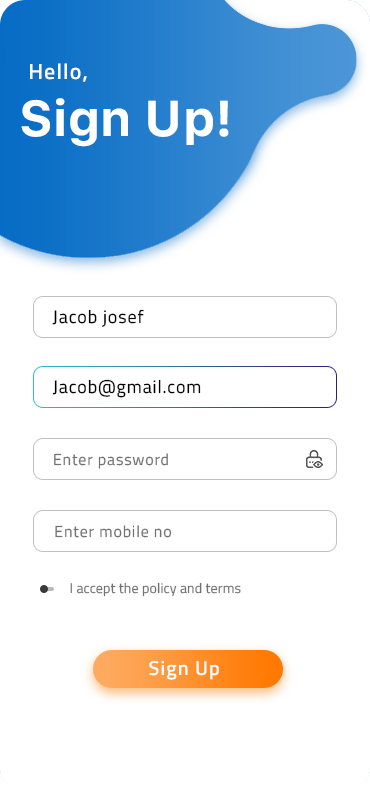 Hello,
Sign Up!
Jacob josef
Jacob@gmail.com
Enter password
Enter mobile no
I accept the policy and terms
Sign Up